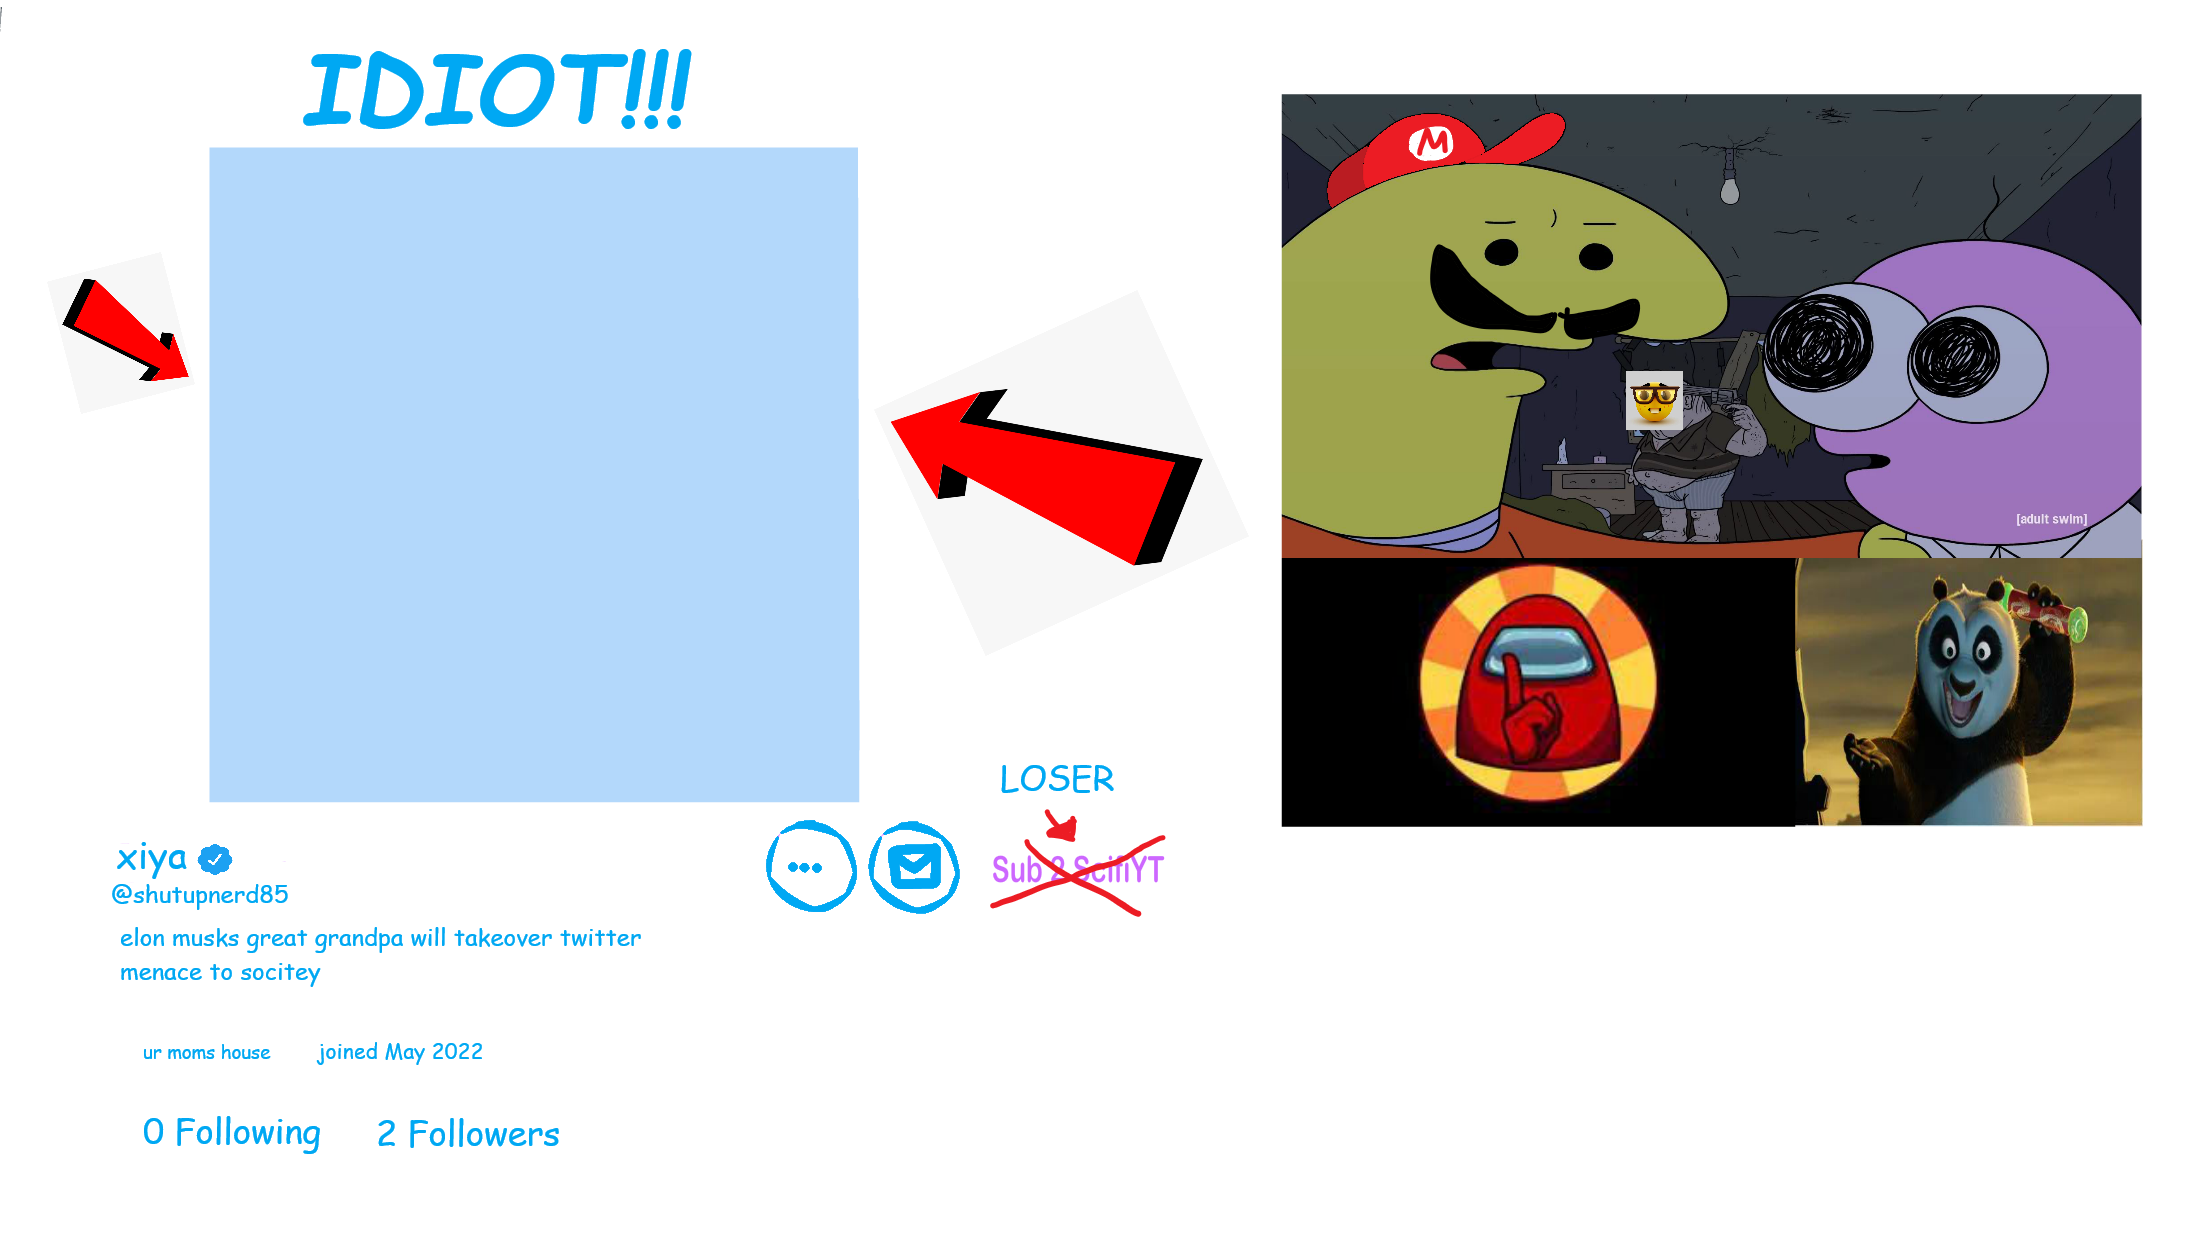 IDIOT!!!
M
[adult swim]
LOSER
Sub 2 ScifiYT
xiya
@shutupnerd85
elon musks great grandpa will takeover twitter
menace to socitey
ur moms house joined May 2022
0 Following 2 Followers